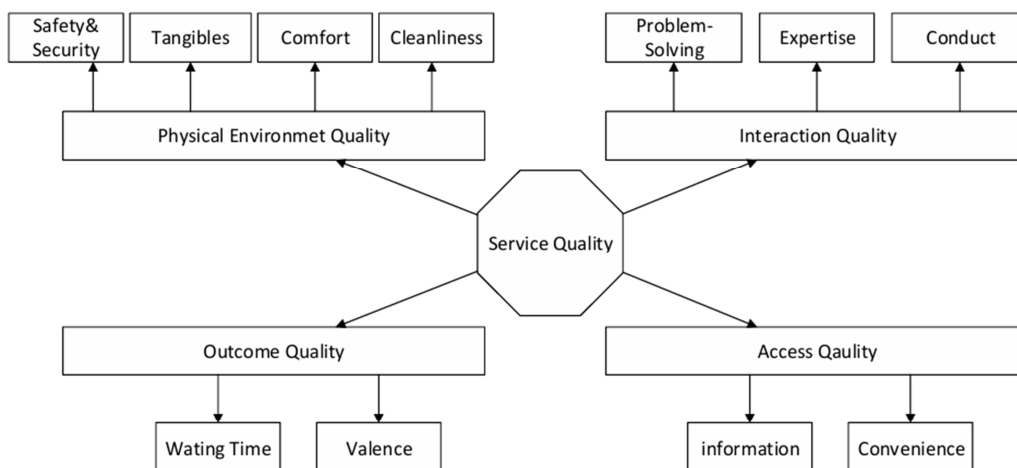 Safety&
Security
Tangibles
Comfort
Cleanliness
Problem-
Solving
Expertise
Conduct
Physical Environmet Quality
Interaction Quality
Service Quality
Outcome Quality
Access Qaulity
Wating Time
Valence
information
Convenience